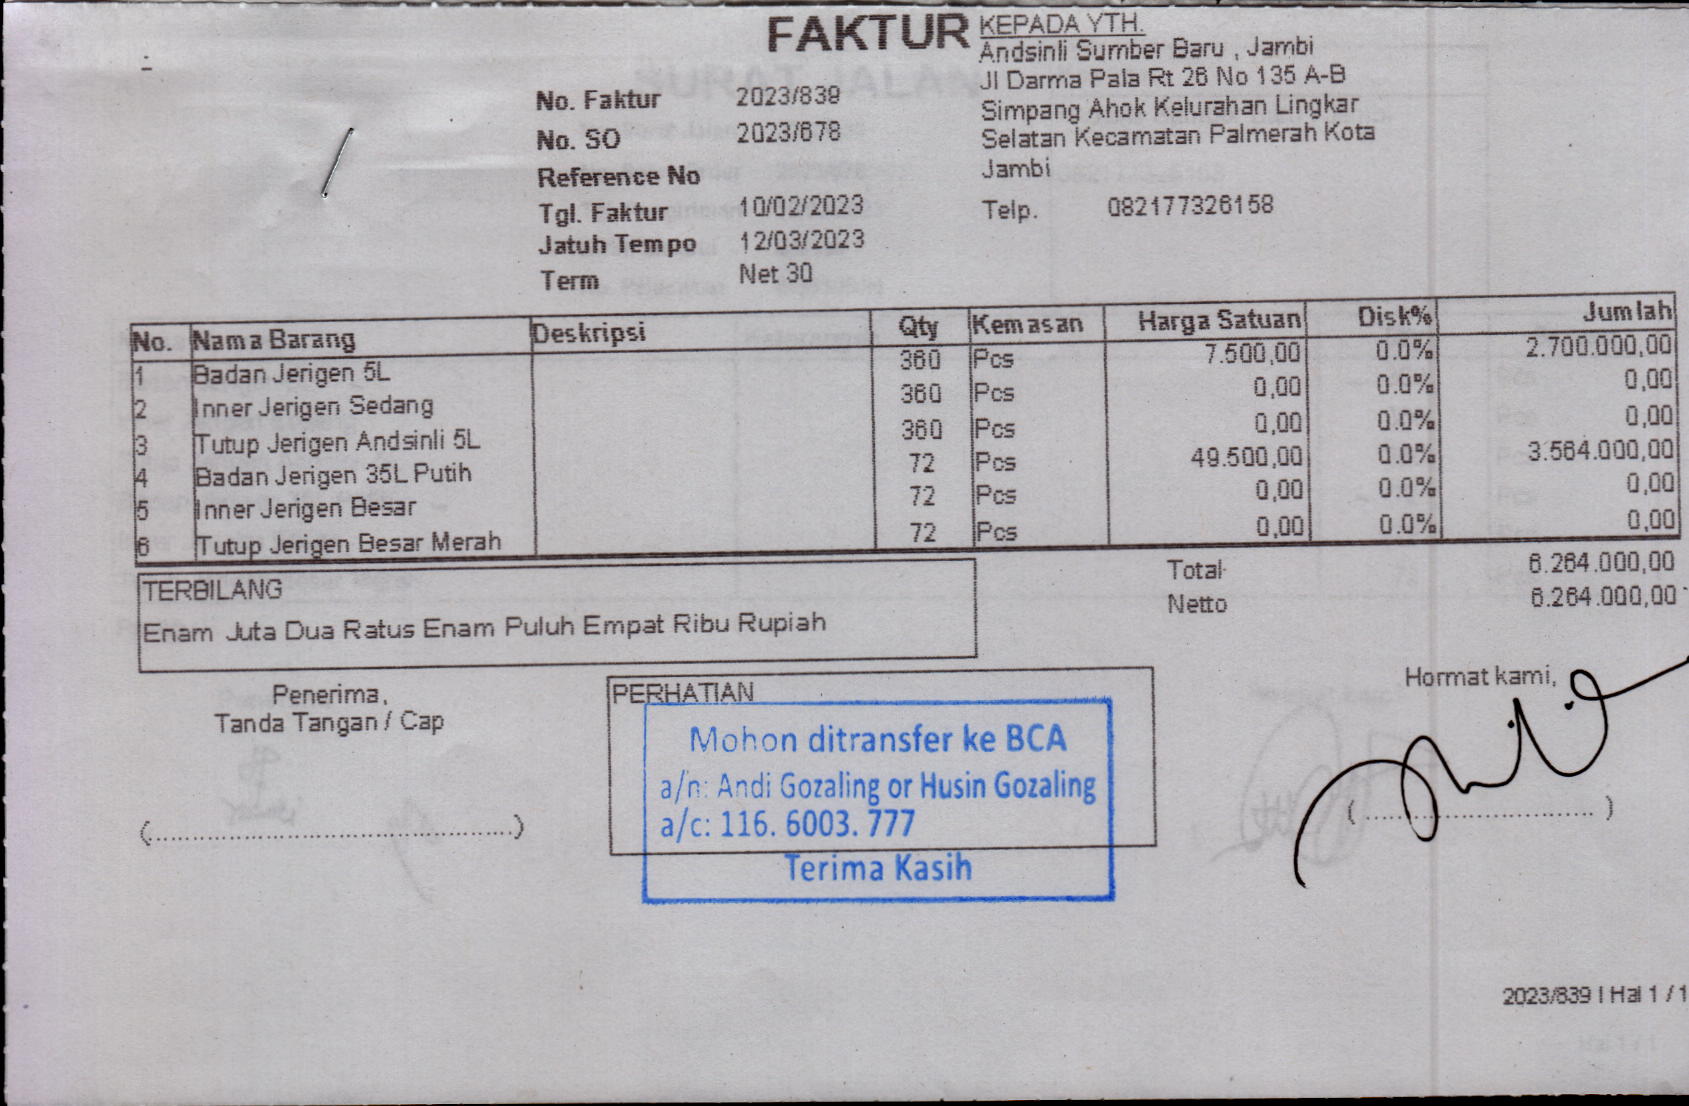 FAKTUR
KEPADA YTH.
Andsinli Sumber Baru , Jambi
Jl Darma Pala Rt 26 No 135 A-B
Simpang Ahok Kelurahan Lingkar
Selatan Kecamatan Palmerah Kota
Jambi
Telp. 082177326158
No. Faktur 2023/839
No. SO 2023/678
Reference No
Tgl. Faktur 10/02/2023
Jatuh Tempo 12/03/2023
Term Net 30
No. Nama Barang Deskripsi Qty Kemasan Harga Satuan Disk% Jumlah
1 Badan Jerigen 5L 360 Pcs 7.500,00 0.0% 2.700.000,00
2 Inner Jerigen Sedang 360 Pcs 0,00 0.0% 0,00
3 Tutup Jerigen Andsinli 5L 360 Pcs 0,00 0.0% 0,00
4 Badan Jerigen 35L Putih 72 Pcs 49.500,00 0.0% 3.564.000,00
5 Inner Jerigen Besar 72 Pcs 0,00 0.0% 0,00
6 Tutup Jerigen Besar Merah 72 Pcs 0,00 0.0% 0,00
Total 6.264.000,00
Netto 6.264.000,00
TERBILANG
Enam Juta Dua Ratus Enam Puluh Empat Ribu Rupiah
Penerima,
Tanda Tangan / Cap
(..............................................)
PERHATIAN
Mohon ditransfer ke BCA
a/n: Andi Gozaling or Husin Gozaling
a/c: 116. 6003. 777
Terima Kasih
Hormat kami,
(..............................)
2023/839 | Hal 1 / 1